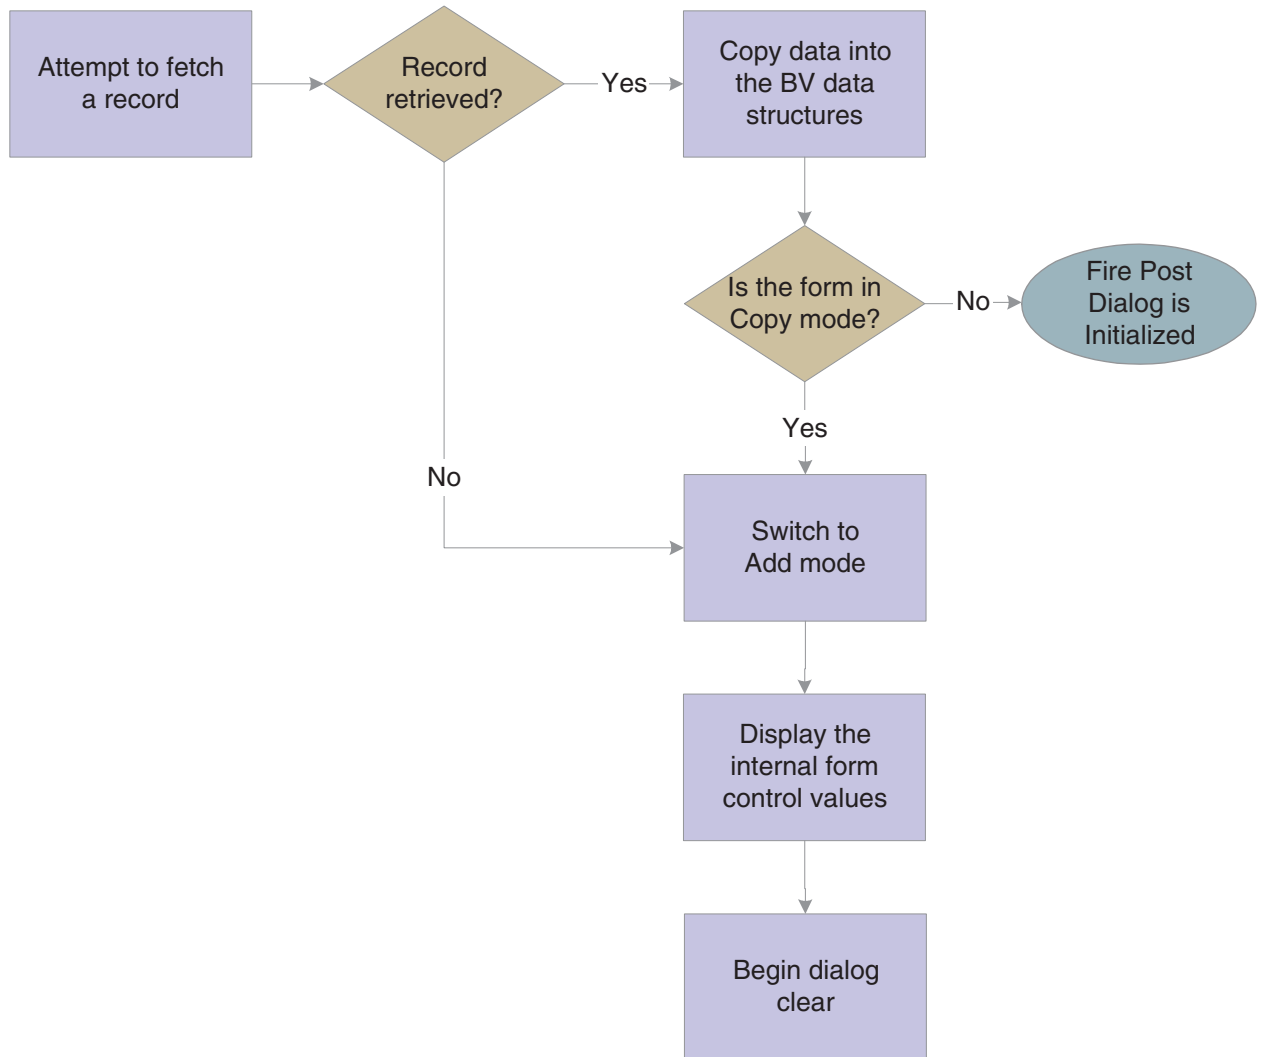 Attempt to fetch
a record
Record
retrieved?
Yes
Copy data into
the BV data
structures
Is the form in
Copy mode?
No
Fire Post
Dialog is
Initialized
Yes
No
Switch to
Add mode
Display the
internal form
control values
Begin dialog
clear